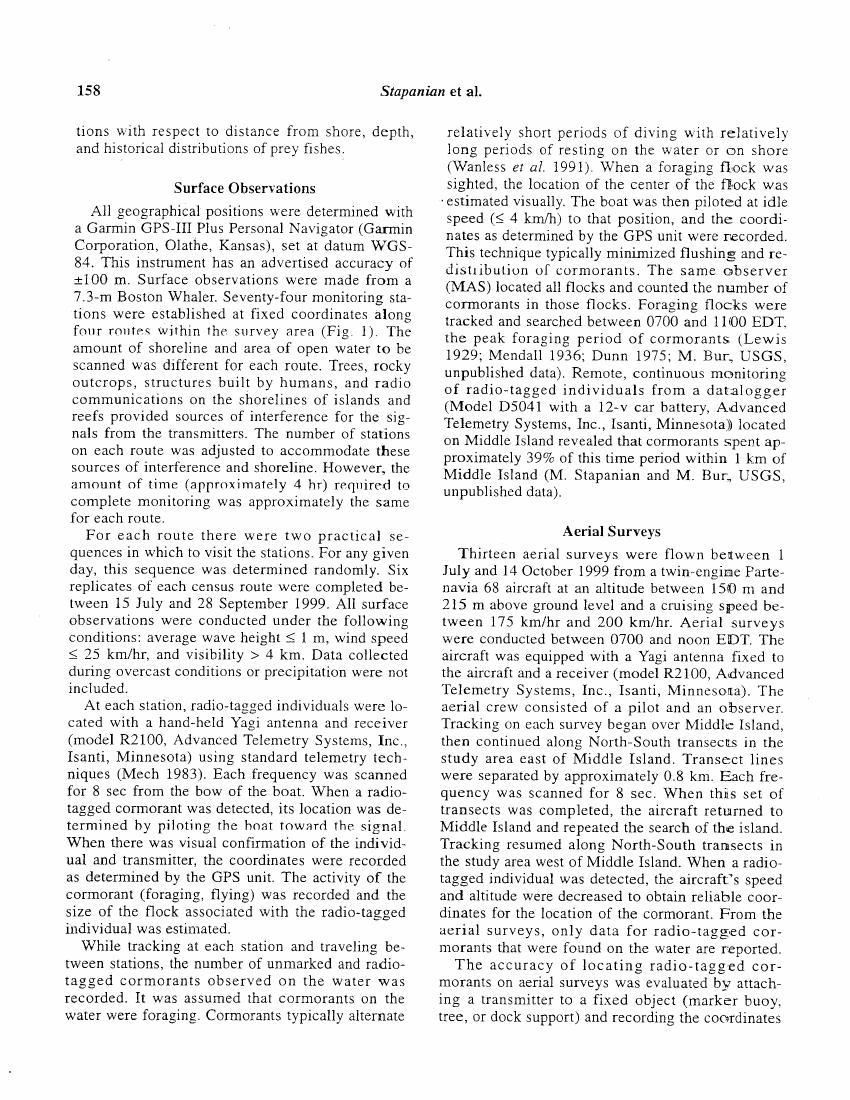 158
Stapanian et al.
tions with respect to distance from shore, depth,
and historical distributions of prey fishes.
Surface Observations
All geographical positions were determined with
a Garmin GPS-III Plus Personal Navigator (Garmin
Corporation, Olathe, Kansas), set at datum WGS-
84. This instrument has an advertised accuracy of
±100 m. Surface observations were made from a
7.3-m Boston Whaler. Seventy-four monitoring sta-
tions were established at fixed coordinates along
four routes within the survey area (Fig. 1). The
amount of shoreline and area of open water to be
scanned was different for each route. Trees, rocky
outcrops, structures built by humans, and radio
communications on the shorelines of islands and
reefs provided sources of interference for the sig-
nals from the transmitters. The number of stations
on each route was adjusted to accommodate these
sources of interference and shoreline. However, the
amount of time (approximately 4 hr) required to
complete monitoring was approximately the same
for each route.
For each route there were two practical se-
quences in which to visit the stations. For any given
day, this sequence was determined randomly. Six
replicates of each census route were completed be-
tween 15 July and 28 September 1999. All surface
observations were conducted under the following
conditions: average wave height ≤ 1 m, wind speed
≤ 25 km/hr, and visibility > 4 km. Data collected
during overcast conditions or precipitation were not
included.
At each station, radio-tagged individuals were lo-
cated with a hand-held Yagi antenna and receiver
(model R2100, Advanced Telemetry Systems, Inc.,
Isanti, Minnesota) using standard telemetry tech-
niques (Mech 1983). Each frequency was scanned
for 8 sec from the bow of the boat. When a radio-
tagged cormorant was detected, its location was de-
termined by piloting the boat toward the signal.
When there was visual confirmation of the individ-
ual and transmitter, the coordinates were recorded
as determined by the GPS unit. The activity of the
cormorant (foraging, flying) was recorded and the
size of the flock associated with the radio-tagged
individual was estimated.
While tracking at each station and traveling be-
tween stations, the number of unmarked and radio-
tagged cormorants observed on the water was
recorded. It was assumed that cormorants on the
water were foraging. Cormorants typically alternate
relatively short periods of diving with relatively
long periods of resting on the water or on shore
(Wanless et al. 1991). When a foraging flock was
sighted, the location of the center of the flock was
estimated visually. The boat was then piloted at idle
speed (≤ 4 km/h) to that position, and the coordi-
nates as determined by the GPS unit were recorded.
This technique typically minimized flushing and re-
distribution of cormorants. The same observer
(MAS) located all flocks and counted the number of
cormorants in those flocks. Foraging flocks were
tracked and searched between 0700 and 1100 EDT,
the peak foraging period of cormorants (Lewis
1929; Mendall 1936; Dunn 1975; M. Bur, USGS,
unpublished data). Remote, continuous monitoring
of radio-tagged individuals from a datalogger
(Model D5041 with a 12-v car battery, Advanced
Telemetry Systems, Inc., Isanti, Minnesota) located
on Middle Island revealed that cormorants spent ap-
proximately 39% of this time period within 1 km of
Middle Island (M. Stapanian and M. Bur, USGS,
unpublished data).
Aerial Surveys
Thirteen aerial surveys were flown between 1
July and 14 October 1999 from a twin-engine Parte-
navia 68 aircraft at an altitude between 150 m and
215 m above ground level and a cruising speed be-
tween 175 km/hr and 200 km/hr. Aerial surveys
were conducted between 0700 and noon EDT. The
aircraft was equipped with a Yagi antenna fixed to
the aircraft and a receiver (model R2100, Advanced
Telemetry Systems, Inc., Isanti, Minnesota). The
aerial crew consisted of a pilot and an observer.
Tracking on each survey began over Middle Island,
then continued along North-South transects in the
study area east of Middle Island. Transect lines
were separated by approximately 0.8 km. Each fre-
quency was scanned for 8 sec. When this set of
transects was completed, the aircraft returned to
Middle Island and repeated the search of the island.
Tracking resumed along North-South transects in
the study area west of Middle Island. When a radio-
tagged individual was detected, the aircraft's speed
and altitude were decreased to obtain reliable coor-
dinates for the location of the cormorant. From the
aerial surveys, only data for radio-tagged cor-
morants that were found on the water are reported.
The accuracy of locating radio-tagged cor-
morants on aerial surveys was evaluated by attach-
ing a transmitter to a fixed object (marker buoy,
tree, or dock support) and recording the coordinates